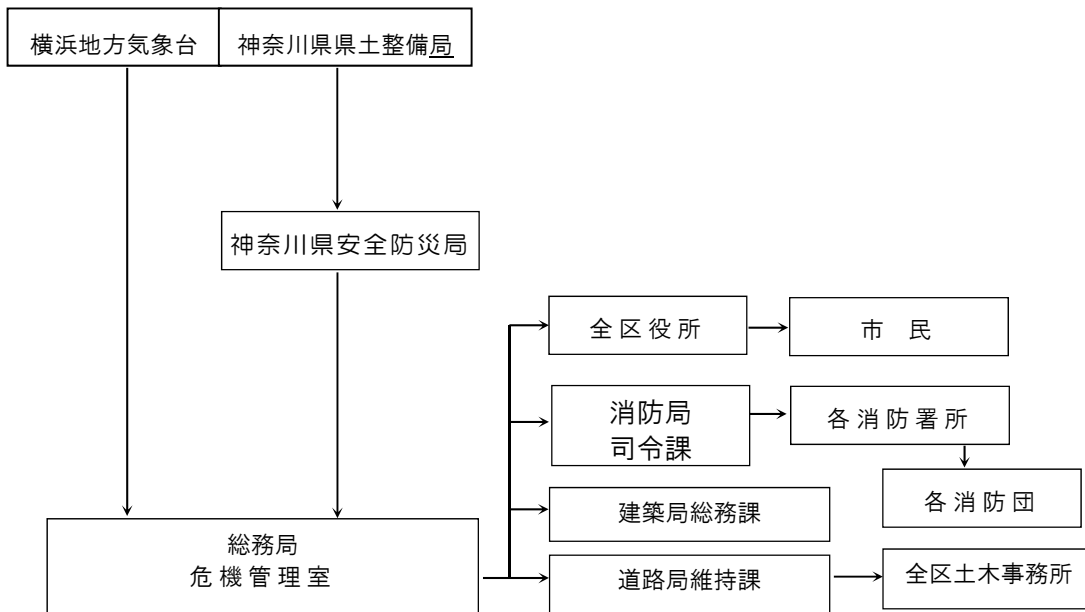 横浜地方気象台
神奈川県県土整備局
神奈川県安全防災局
全区役所
市 民
消防局
司令課
各消防署所
各消防団
建築局総務課
総務局
危機管理室
道路局維持課
全区土木事務所